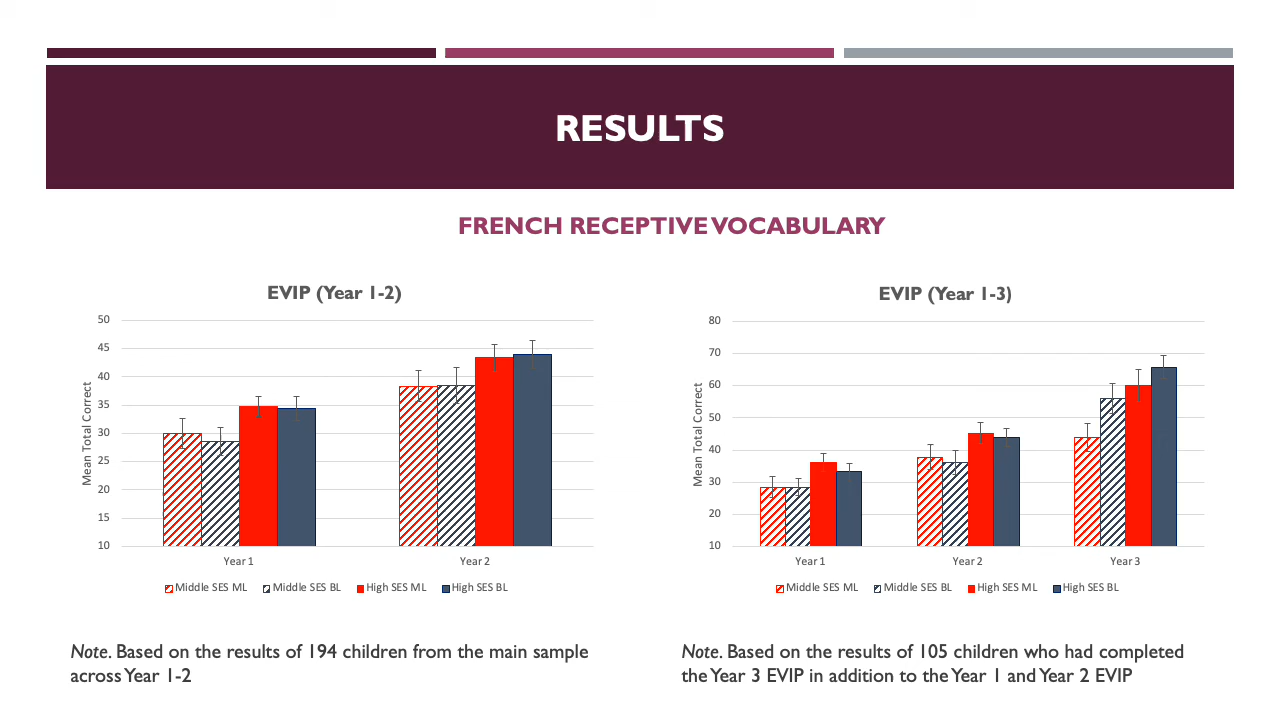 RESULTS
FRENCH RECEPTIVE VOCABULARY
EVIP (Year 1-2)
50
45
40
35
30
25
20
15
10
Mean Total Correct
Year 1
Year 2
Middle SES ML
Middle SES BL
High SES ML
High SES BL
Note. Based on the results of 194 children from the main sample
across Year 1-2
EVIP (Year 1-3)
80
70
60
50
40
30
20
10
Mean Total Correct
Year 1
Year 2
Year 3
Middle SES ML
Middle SES BL
High SES ML
High SES BL
Note. Based on the results of 105 children who had completed
the Year 3 EVIP in addition to the Year 1 and Year 2 EVIP